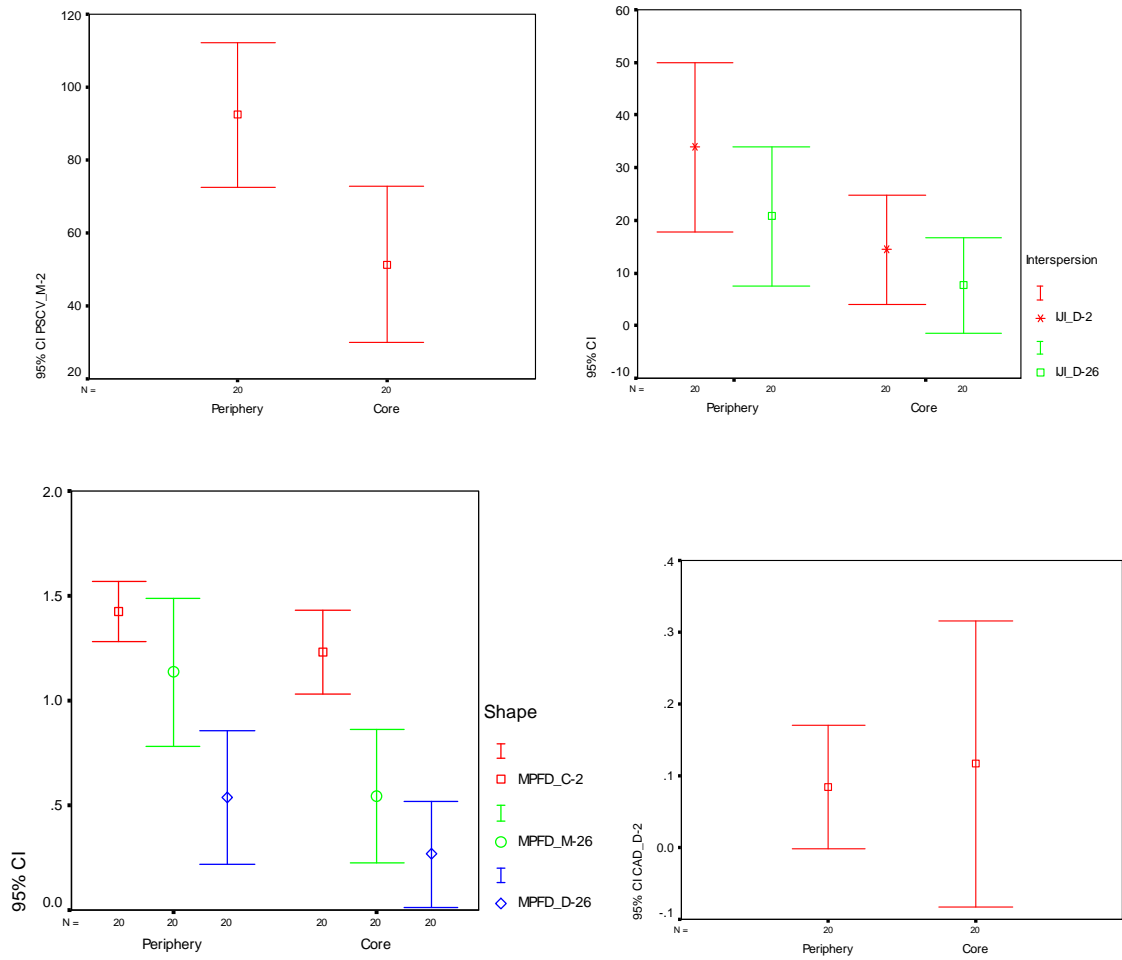 120
100
80
60
40
20
95% CI PSCV_M-2
N =
20
20
Periphery
Core
60
50
40
30
20
10
0
-10
95% CI
20
20
20
20
Periphery
Core
Interspersion
IJI_D-2
IJI_D-26
2.0
1.5
1.0
.5
0.0
95% CI
N =
20
20
20
20
20
20
Periphery
Core
Shape
MPFD_C-2
MPFD_M-26
MPFD_D-26
.4
.3
.2
.1
0.0
-.1
95% CI CAD_D-2
N =
20
20
Periphery
Core